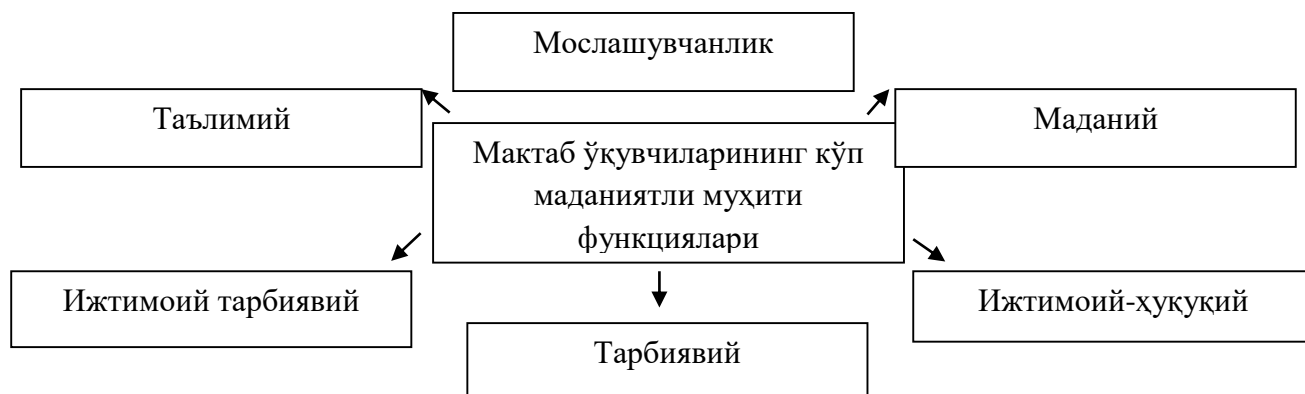 Мослашувчанлик
Таълимий
Маданий
Мактаб ўқувчиларининг кўп
маданиятли муҳити
функциялари
Ижтимоий тарбиявий
Ижтимоий-ҳуқуқий
Тарбиявий